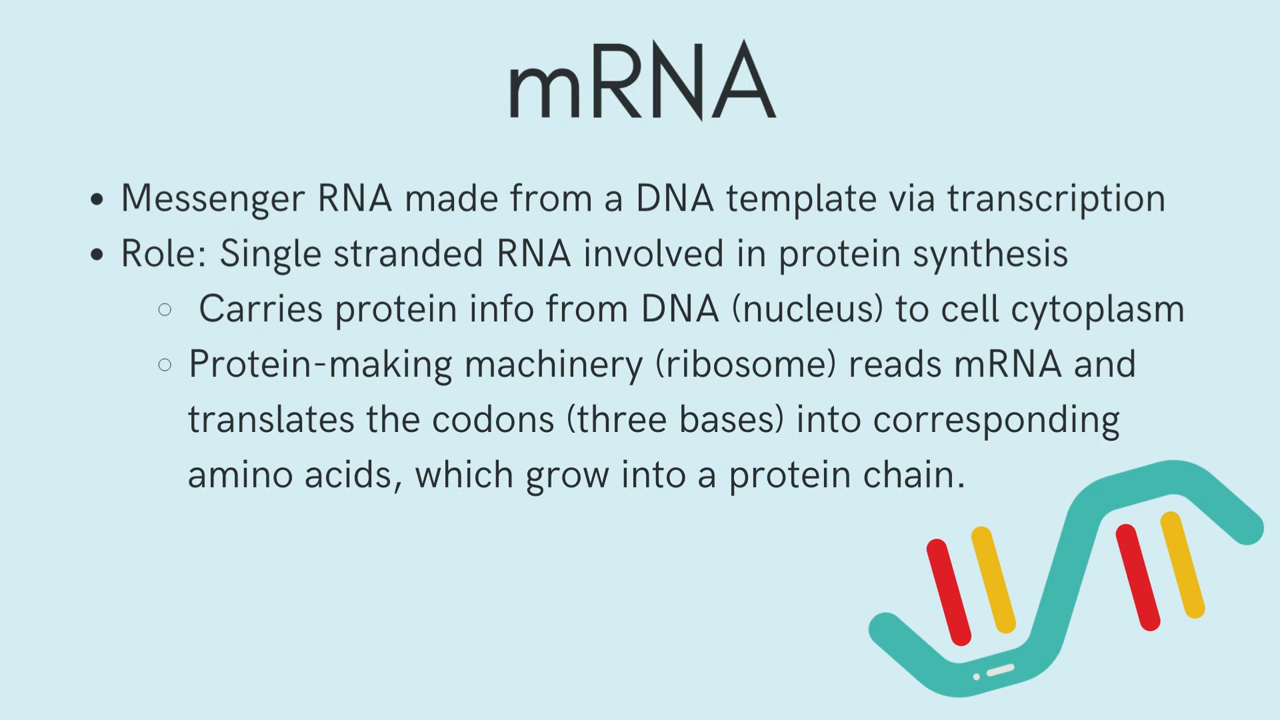 mRNA
• Messenger RNA made from a DNA template via transcription
• Role: Single stranded RNA involved in protein synthesis
◦ Carries protein info from DNA (nucleus) to cell cytoplasm
◦ Protein-making machinery (ribosome) reads mRNA and
translates the codons (three bases) into corresponding
amino acids, which grow into a protein chain.